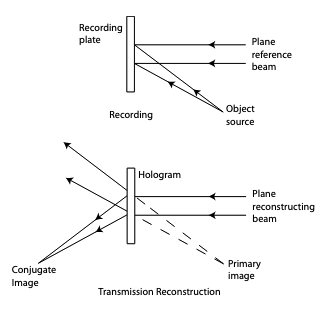 Recording
plate
Plane
reference
beam
Object
source
Recording
Hologram
Plane
reconstructing
beam
Conjugate
Image
Primary
image
Transmission Reconstruction